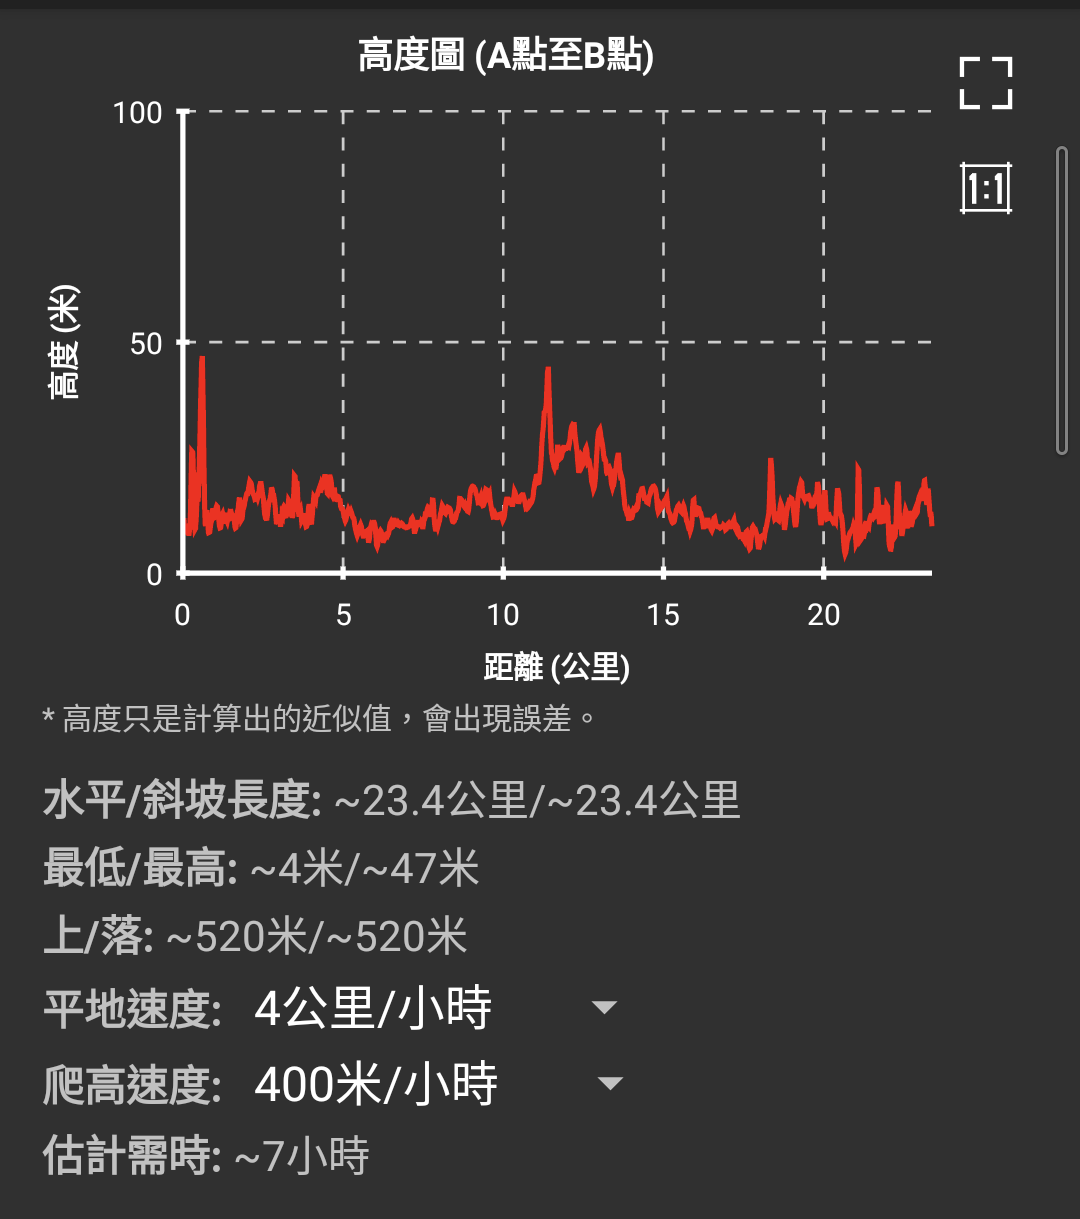 高度圖 (A點至B點)
1:1
100
50
0
高度 (米)
0 5 10 15 20
距離 (公里)
* 高度只是計算出的近似值，會出現誤差。
水平/斜坡長度: ~23.4公里/~23.4公里
最低/最高: ~4米/~47米
上/落: ~520米/~520米
平地速度: 4公里/小時
爬高速度: 400米/小時
估計需時: ~7小時